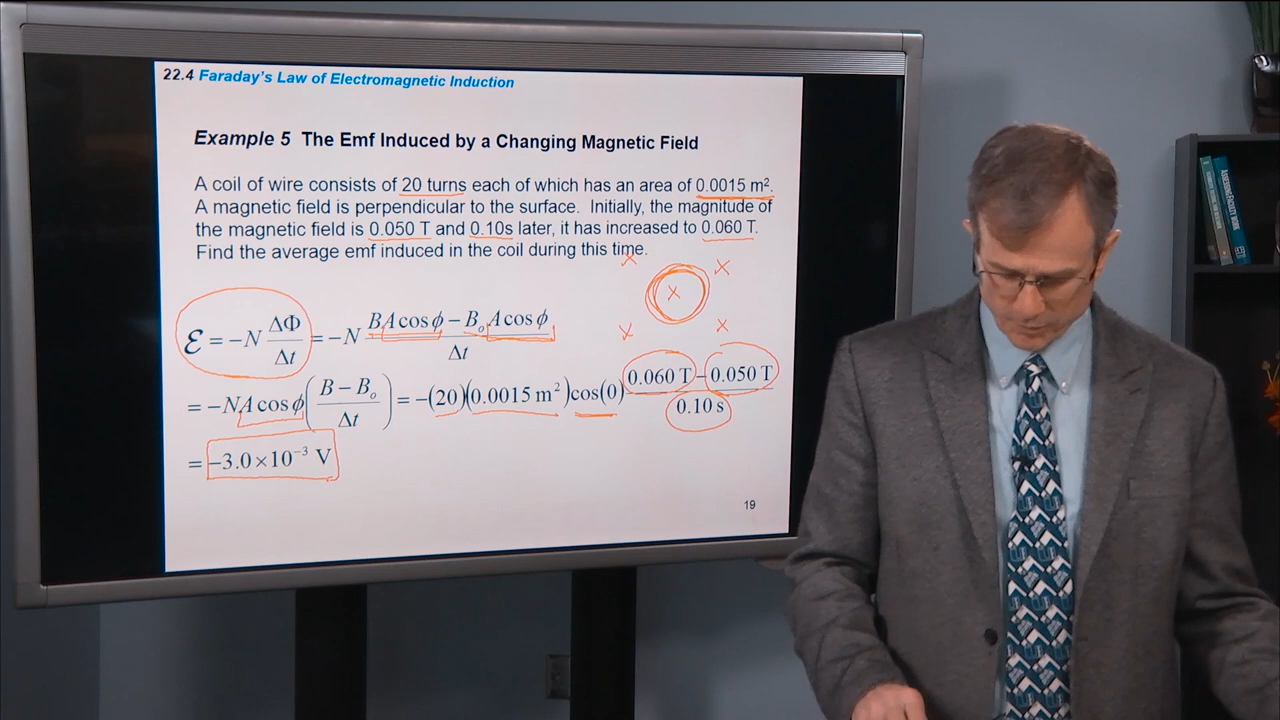 22.4 Faraday's Law of Electromagnetic Induction
Example 5 The Emf Induced by a Changing Magnetic Field
A coil of wire consists of 20 turns each of which has an area of 0.0015 m².
A magnetic field is perpendicular to the surface. Initially, the magnitude of
the magnetic field is 0.050 T and 0.10s later, it has increased to 0.060 T.
Find the average emf induced in the coil during this time.
x x
x
x x
ℰ = −N ΔΦ/Δt = −N (BA cos ϕ − Bₒ A cos ϕ)/Δt
= −NA cos ϕ ((B − Bₒ)/Δt) = −(20)(0.0015 m²)cos(0) (0.060 T − 0.050 T)/0.10 s
= −3.0×10⁻³ V
19